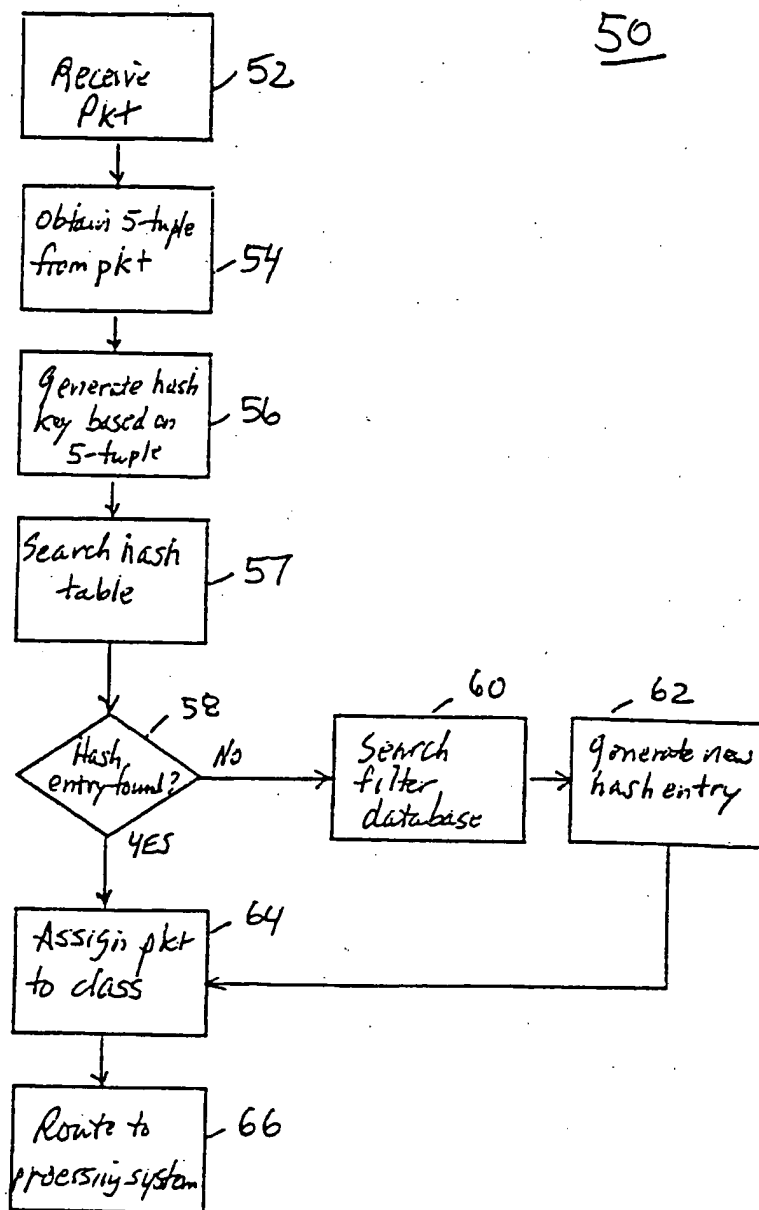 50
Receive
Pkt
52
Obtain 5-tuple
from pkt
54
generate hash
key based on
5-tuple
56
Search hash
table
57
58
Hash
entry found?
No
YES
60
Search
filter
database
62
generate new
hash entry
64
Assign pkt
to class
Route to
processing system
66